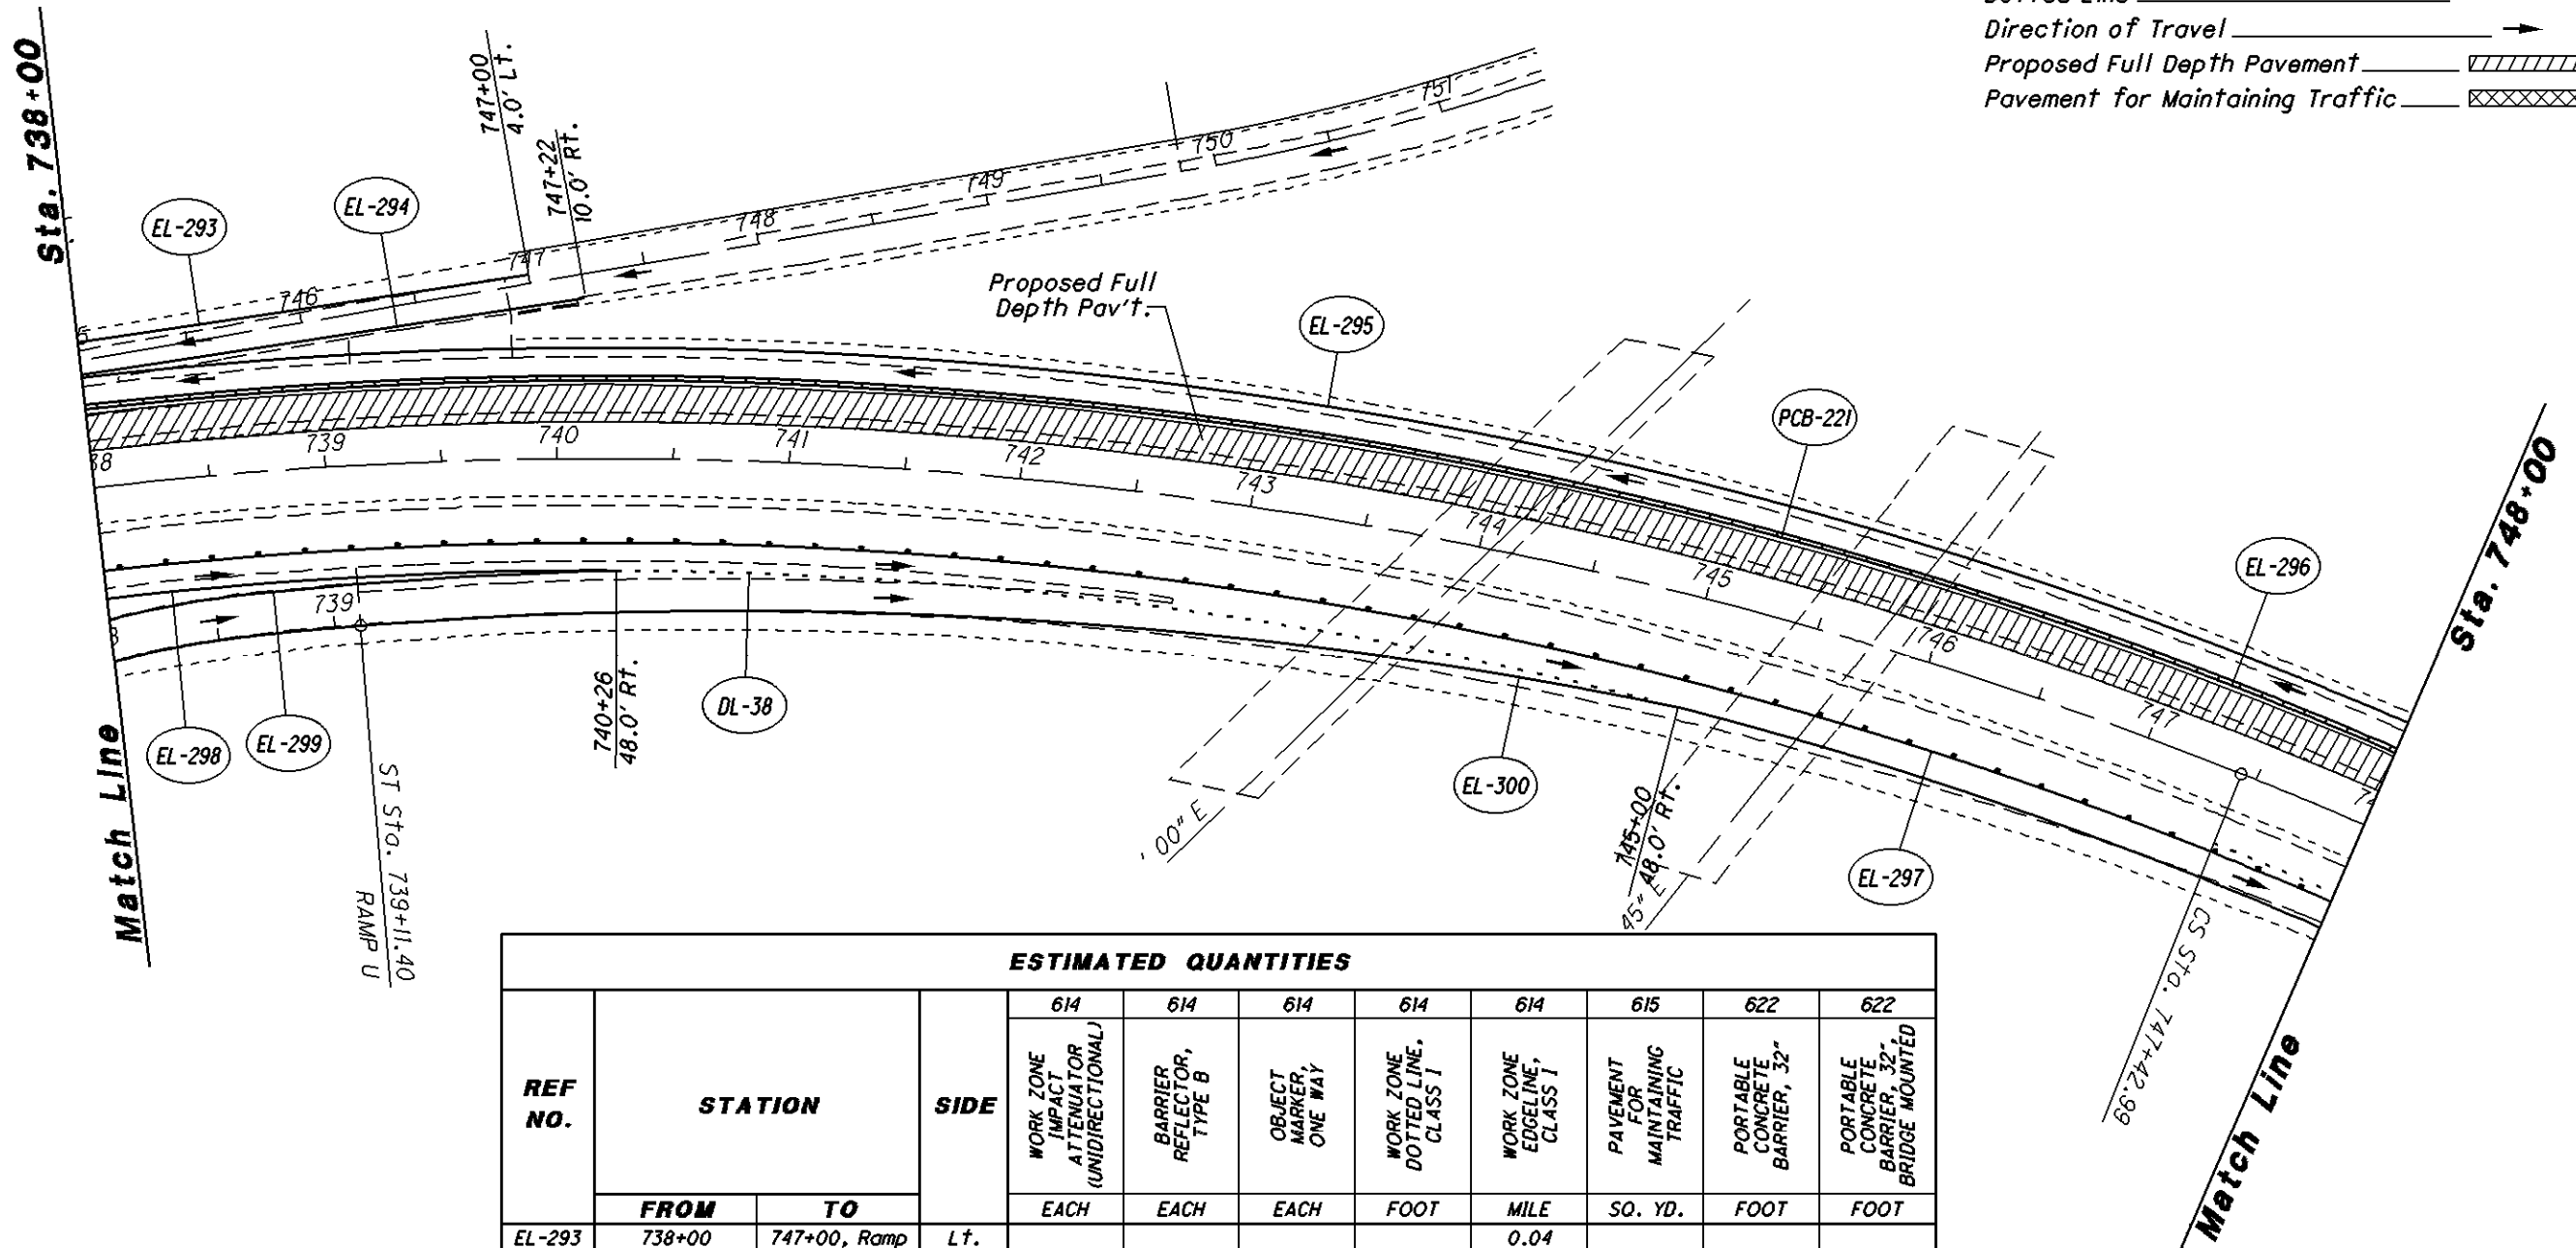 Direction of Travel
Proposed Full Depth Pavement
Pavement for Maintaining Traffic
Sta. 738+00
747+00
4.0' Lt.
747+22
10.0' Rt.
EL-293
EL-294
746
747
748
749
750
751
Proposed Full
Depth Pav't.
EL-295
PCB-221
EL-296
Sta. 748+00
38
739
740
741
742
743
744
745
746
747
739
EL-298
EL-299
740+26
48.0' Rt.
DL-38
EL-300
745+00
48.0' Rt.
EL-297
' 00" E
45" E
ST Sta. 739+11.40
RAMP U
CS Sta. 747+42.99
Match Line
Match Line
ESTIMATED QUANTITIES
REF NO.
STATION
SIDE
614 614 614 614 614 615 622 622
WORK ZONE IMPACT ATTENUATOR (UNIDIRECTIONAL)
BARRIER REFLECTOR, TYPE B
OBJECT MARKER, ONE WAY
WORK ZONE DOTTED LINE, CLASS I
WORK ZONE EDGELINE, CLASS I
PAVEMENT FOR MAINTAINING TRAFFIC
PORTABLE CONCRETE BARRIER, 32"
PORTABLE CONCRETE BARRIER, 32", BRIDGE MOUNTED
FROM TO EACH EACH EACH FOOT MILE SQ. YD. FOOT FOOT
EL-293 738+00 747+00, Ramp Lt. 0.04